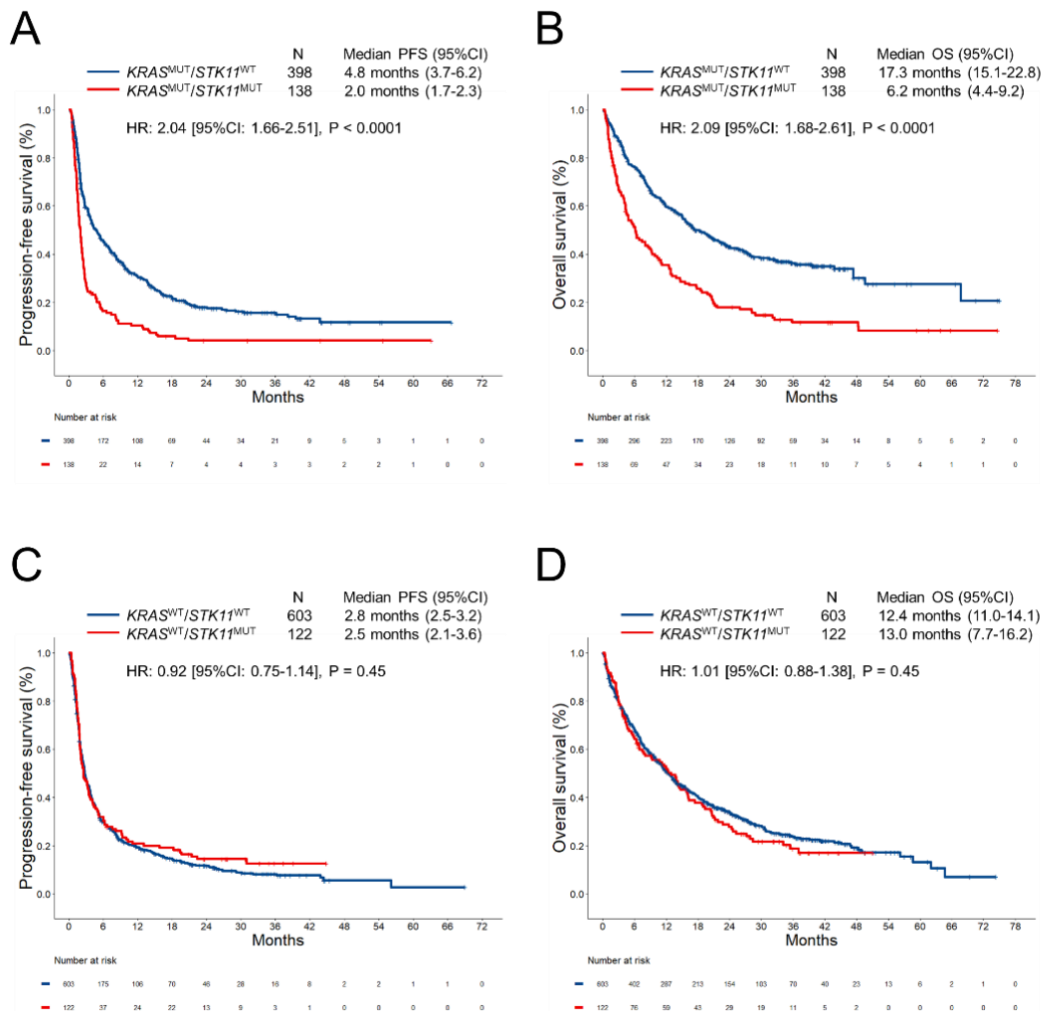 A
N Median PFS (95%CI)
KRASMUT/STK11WT 398 4.8 months (3.7-6.2)
KRASMUT/STK11MUT 138 2.0 months (1.7-2.3)
HR: 2.04 [95%CI: 1.66-2.51], P < 0.0001
Progression-free survival (%)
1.0
0.8
0.6
0.4
0.2
0.0
0 6 12 18 24 30 36 42 48 54 60 66 72
Months
Number at risk
398 172 108 69 44 34 21 9 5 3 1 1 0
138 22 14 7 4 4 3 3 2 2 1 0 0
B
N Median OS (95%CI)
KRASMUT/STK11WT 398 17.3 months (15.1-22.8)
KRASMUT/STK11MUT 138 6.2 months (4.4-9.2)
HR: 2.09 [95%CI: 1.68-2.61], P < 0.0001
Overall survival (%)
1.0
0.8
0.6
0.4
0.2
0.0
0 6 12 18 24 30 36 42 48 54 60 66 72 78
Months
Number at risk
398 296 223 170 126 92 69 34 14 8 5 5 2 0
138 69 47 34 23 18 11 10 7 5 4 1 1 0
C
N Median PFS (95%CI)
KRASWT/STK11WT 603 2.8 months (2.5-3.2)
KRASWT/STK11MUT 122 2.5 months (2.1-3.6)
HR: 0.92 [95%CI: 0.75-1.14], P = 0.45
Progression-free survival (%)
1.0
0.8
0.6
0.4
0.2
0.0
0 6 12 18 24 30 36 42 48 54 60 66 72
Months
Number at risk
603 175 106 70 46 28 16 8 2 2 1 1 0
122 37 24 22 13 9 3 1 0 0 0 0 0
D
N Median OS (95%CI)
KRASWT/STK11WT 603 12.4 months (11.0-14.1)
KRASWT/STK11MUT 122 13.0 months (7.7-16.2)
HR: 1.01 [95%CI: 0.88-1.38], P = 0.45
Overall survival (%)
1.0
0.8
0.6
0.4
0.2
0.0
0 6 12 18 24 30 36 42 48 54 60 66 72 78
Months
Number at risk
603 402 287 213 154 103 70 40 23 13 6 2 1 0
122 76 59 43 29 19 11 5 2 0 0 0 0 0